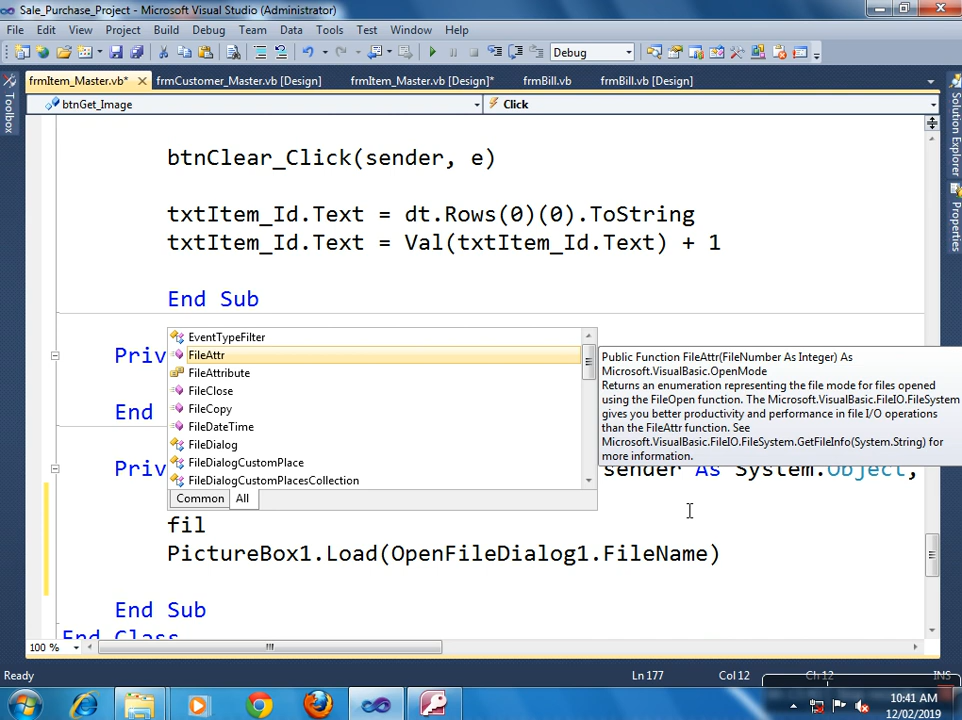 Sale_Purchase_Project - Microsoft Visual Studio (Administrator)
File Edit View Project Build Debug Team Data Tools Test Window Help
Debug
frmItem_Master.vb* frmCustomer_Master.vb [Design] frmItem_Master.vb [Design]* frmBill.vb frmBill.vb [Design]
btnGet_Image Click
Toolbox
Solution Explorer
Properties
btnClear_Click(sender, e)
txtItem_Id.Text = dt.Rows(0)(0).ToString
txtItem_Id.Text = Val(txtItem_Id.Text) + 1
End Sub
EventTypeFilter
Priv
FileAttr
FileAttribute
FileClose
FileCopy
End
FileDateTime
FileDialog
FileDialogCustomPlace
FileDialogCustomPlacesCollection
Common All
Public Function FileAttr(FileNumber As Integer) As
Microsoft.VisualBasic.OpenMode
Returns an enumeration representing the file mode for files opened
using the FileOpen function. The Microsoft.VisualBasic.FileIO.FileSystem
gives you better productivity and performance in file I/O operations
than the FileAttr function. See
Microsoft.VisualBasic.FileIO.FileSystem.GetFileInfo(System.String) for
more information.
Priv sender As System.Object,
fil
PictureBox1.Load(OpenFileDialog1.FileName)
End Sub
End Class
100 %
Ready Ln 177 Col 12 Ch 12 INS
10:41 AM
12/02/2019